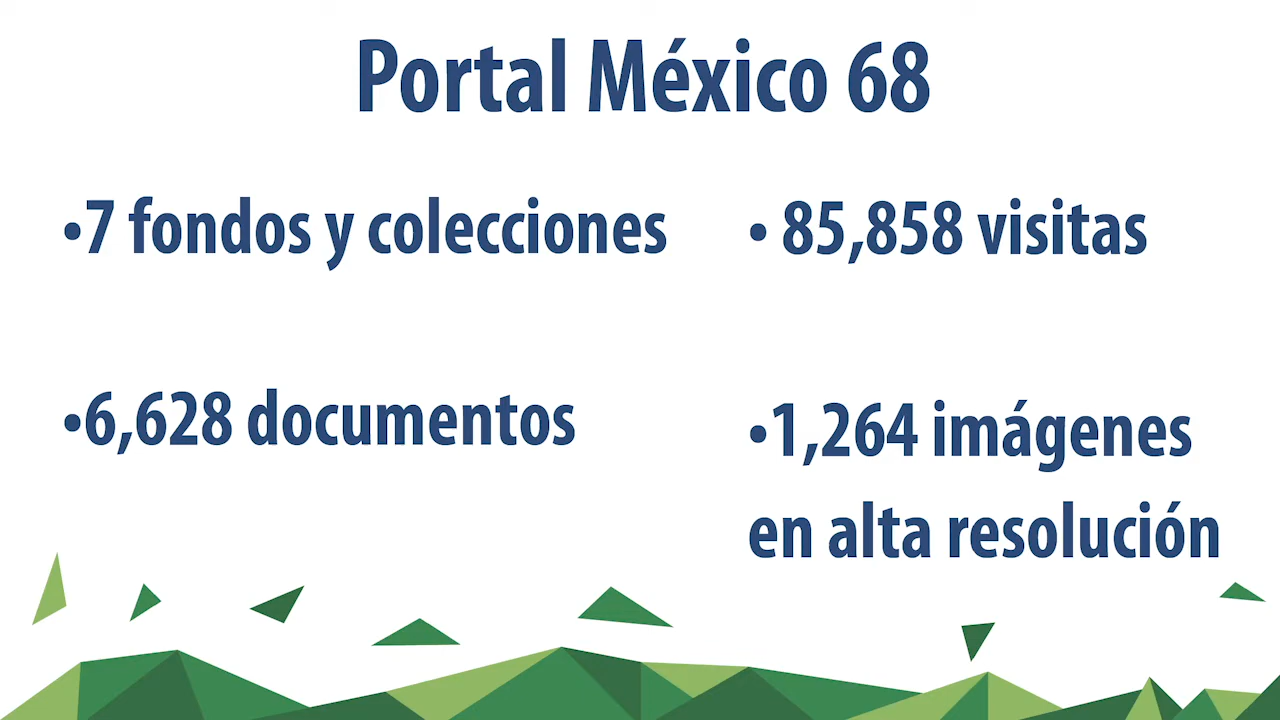 Portal México 68
•7 fondos y colecciones
•6,628 documentos
• 85,858 visitas
•1,264 imágenes
en alta resolución